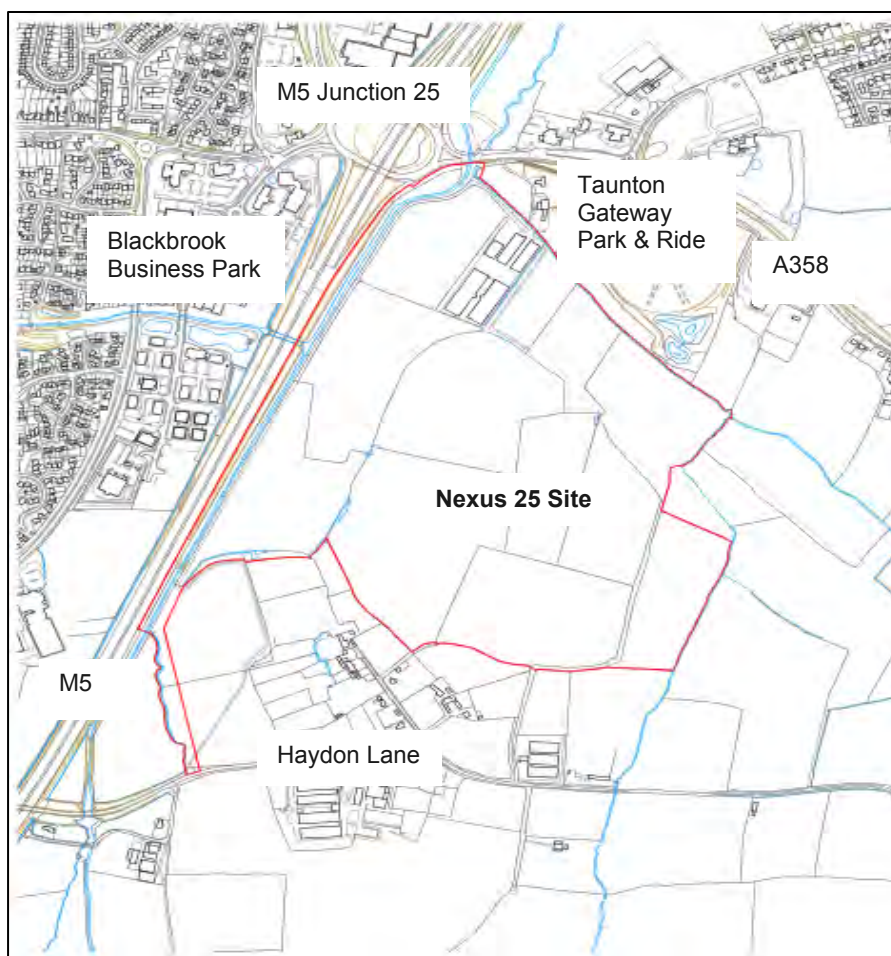 M5 Junction 25
Taunton
Gateway
Park & Ride
Blackbrook
Business Park
A358
Nexus 25 Site
M5
Haydon Lane